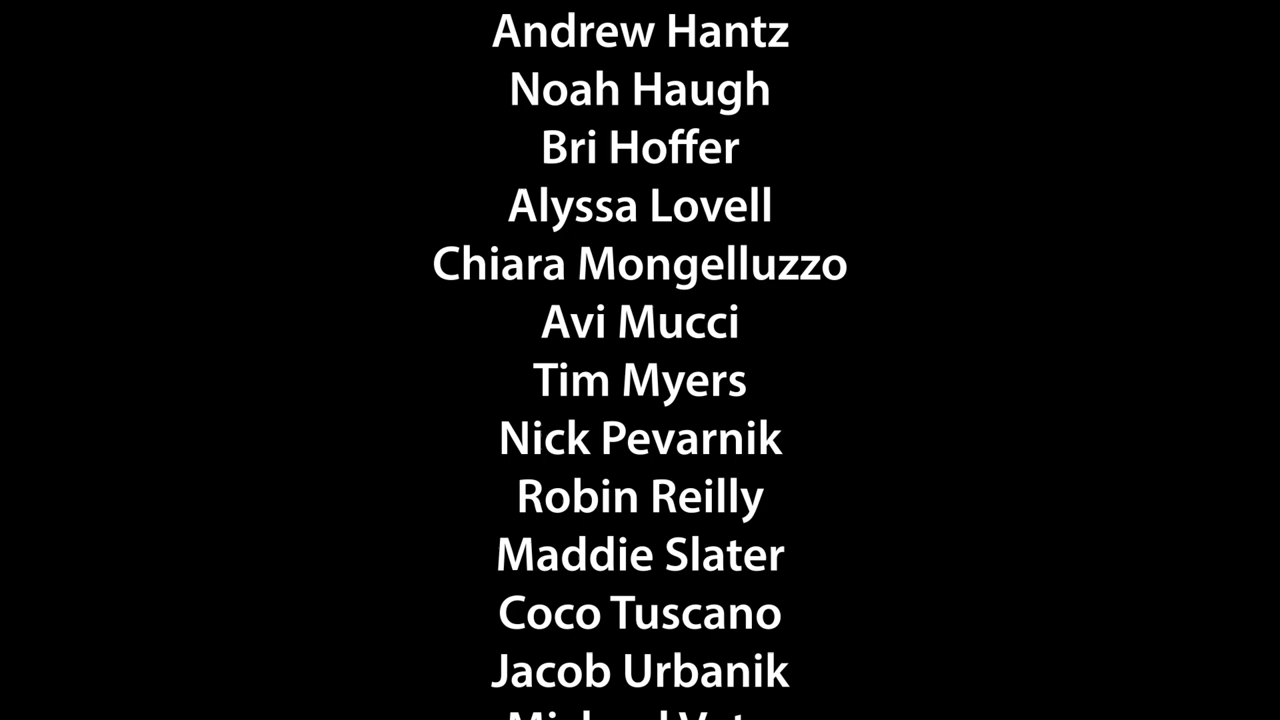 Andrew Hantz
Noah Haugh
Bri Hoffer
Alyssa Lovell
Chiara Mongelluzzo
Avi Mucci
Tim Myers
Nick Pevarnik
Robin Reilly
Maddie Slater
Coco Tuscano
Jacob Urbanik